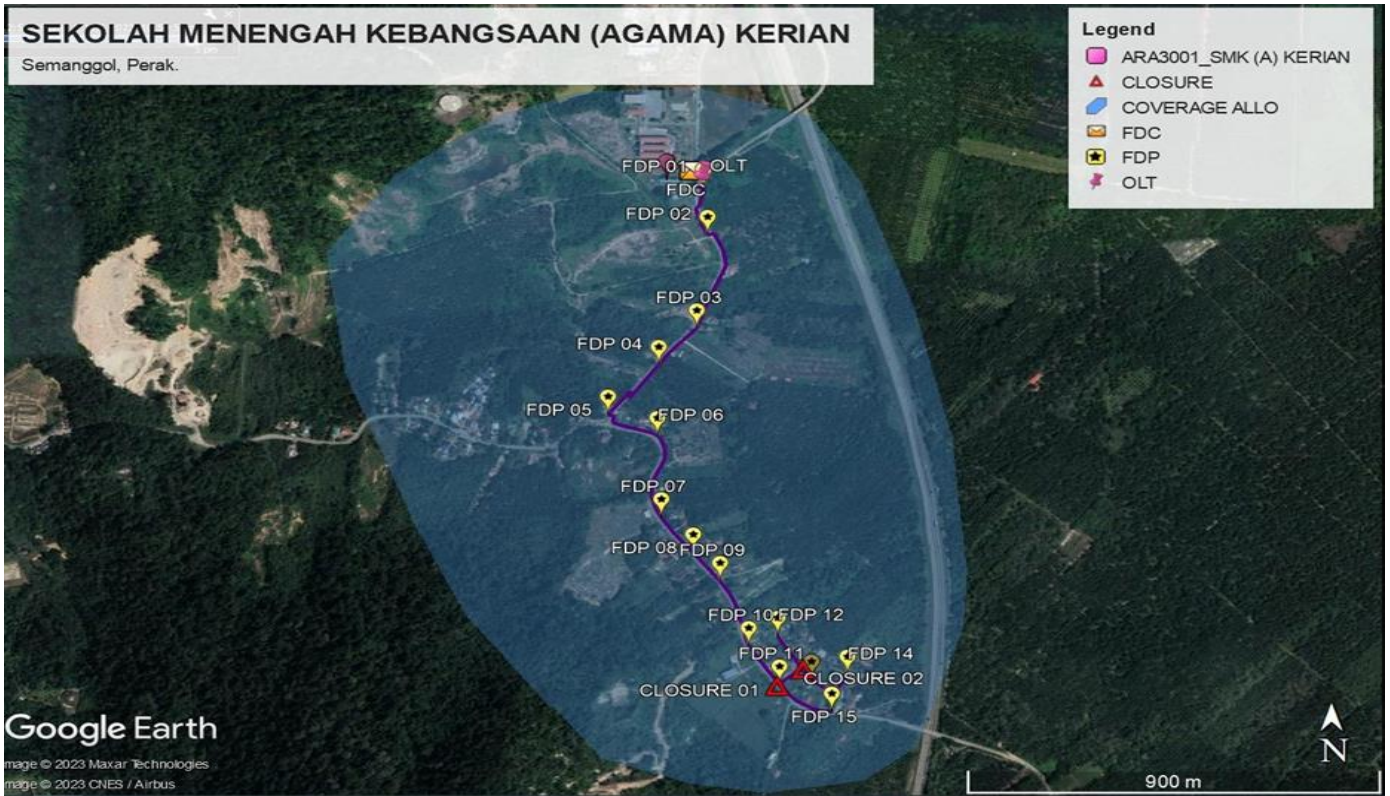 SEKOLAH MENENGAH KEBANGSAAN (AGAMA) KERIAN
Semanggol, Perak.
Legend
ARA3001_SMK (A) KERIAN
CLOSURE
COVERAGE ALLO
FDC
FDP
OLT
FDP 01
OLT
FDC
FDP 02
FDP 03
FDP 04
FDP 05
FDP 06
FDP 07
FDP 08
FDP 09
FDP 10
FDP 12
FDP 11
FDP 14
CLOSURE 02
CLOSURE 01
FDP 15
Google Earth
mage © 2023 Maxar Technologies
mage © 2023 CNES / Airbus
900 m
N